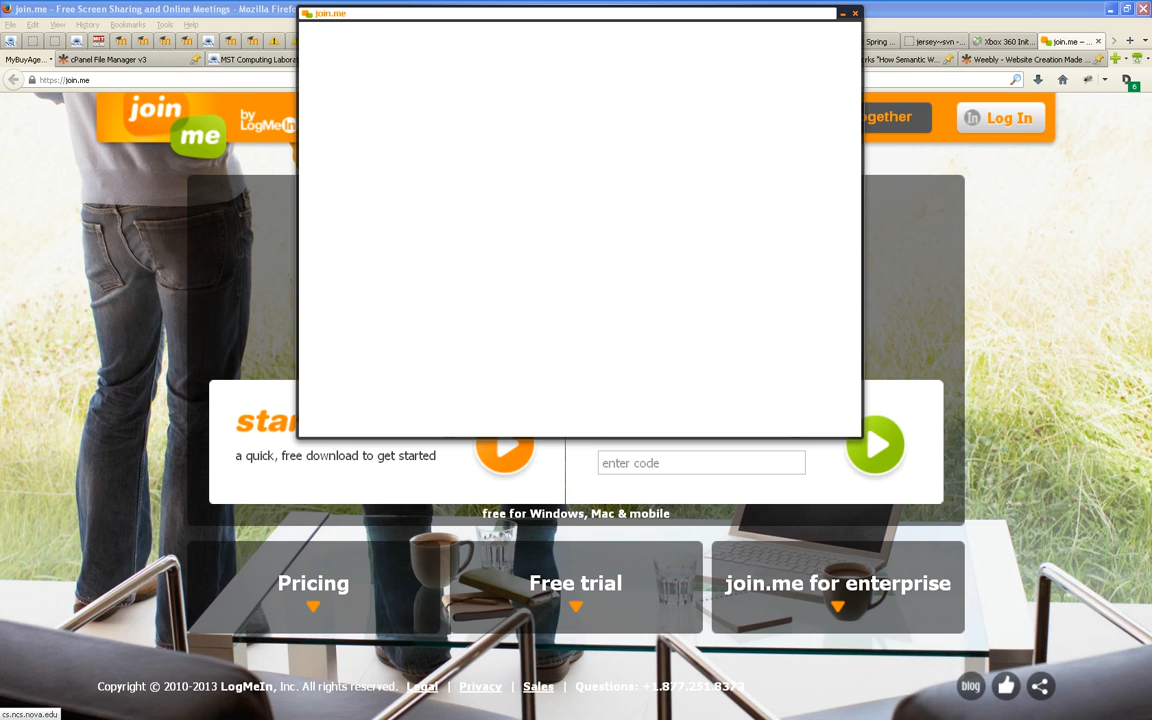 join.me - Free Screen Sharing and Online Meetings - Mozilla Firefo
join.me
File Edit View History Bookmarks Tools Help
Spring ...
jersey~svn -...
Xbox 360 Init...
join.me – ...
MyBuyAge...
cPanel File Manager v3
MST Computing Labora
rks "How Semantic W...
Weebly - Website Creation Made ...
https://join.me
6
join
me
by
LogMeIn
ogether
in Log In
star
a quick, free download to get started
enter code
free for Windows, Mac & mobile
Pricing
Free trial
join.me for enterprise
Copyright © 2010-2013 LogMeIn, Inc. All rights reserved. Legal | Privacy | Sales | Questions: +1.877.251.8373
blog
cs.ncs.nova.edu